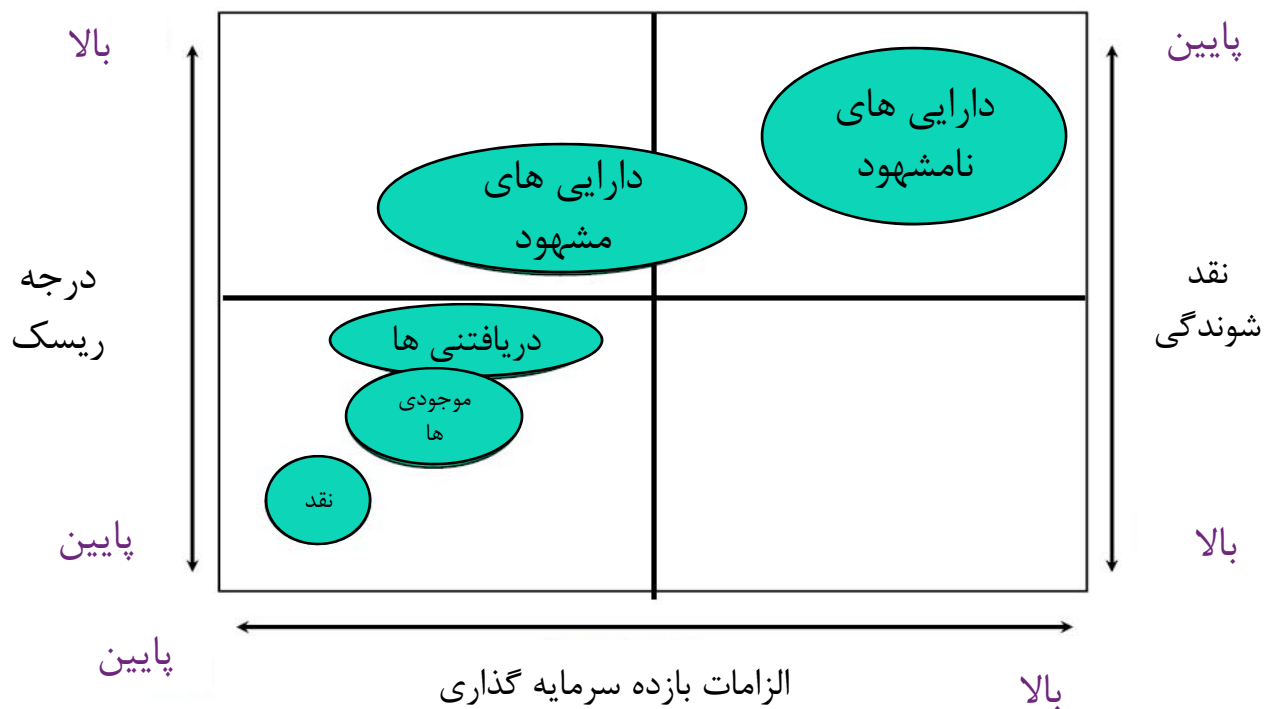 بالا
پایین
دارایی های
نامشهود
دارایی های
مشهود
درجه
ریسک
نقد
شوندگی
دریافتنی ها
موجودی
ها
نقد
پایین
بالا
پایین
الزامات بازده سرمایه گذاری
بالا